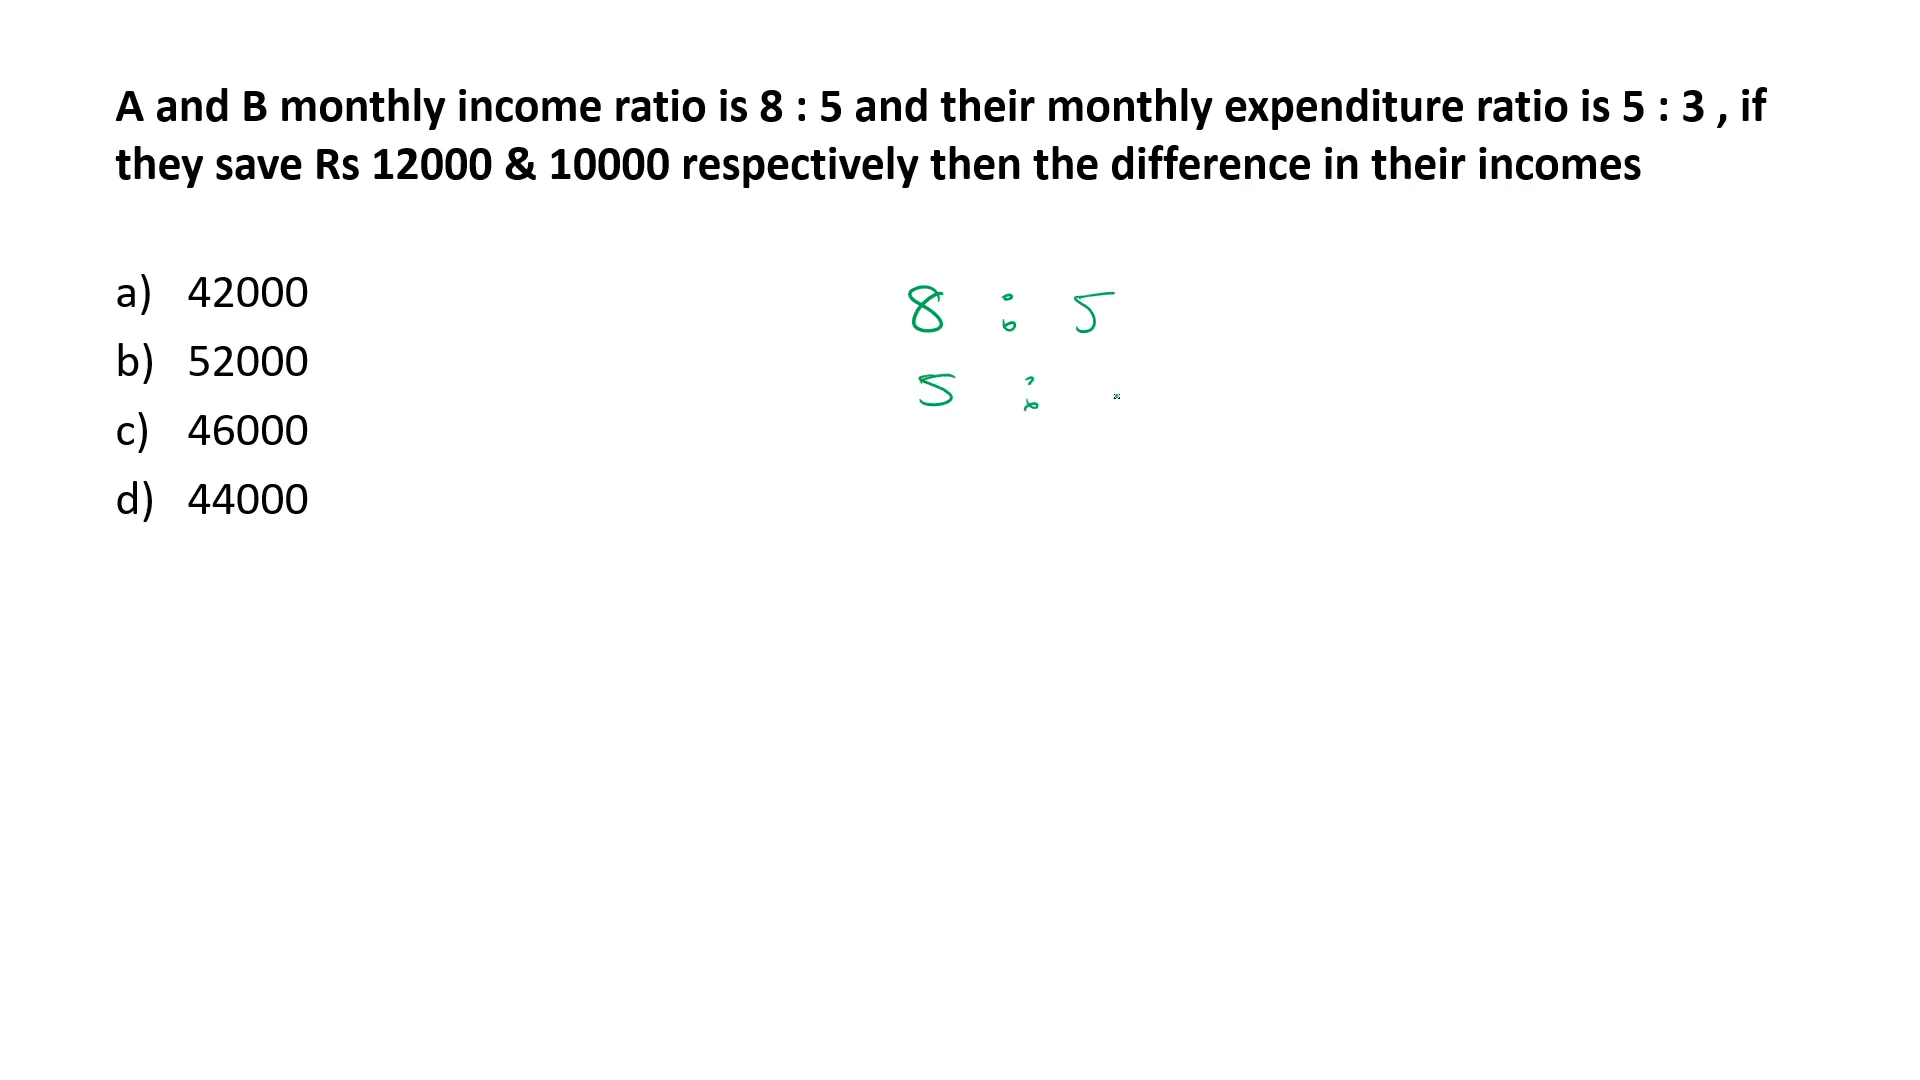 A and B monthly income ratio is 8 : 5 and their monthly expenditure ratio is 5 : 3 , if
they save Rs 12000 & 10000 respectively then the difference in their incomes
a) 42000
b) 52000
c) 46000
d) 44000
8 : 5
5 :